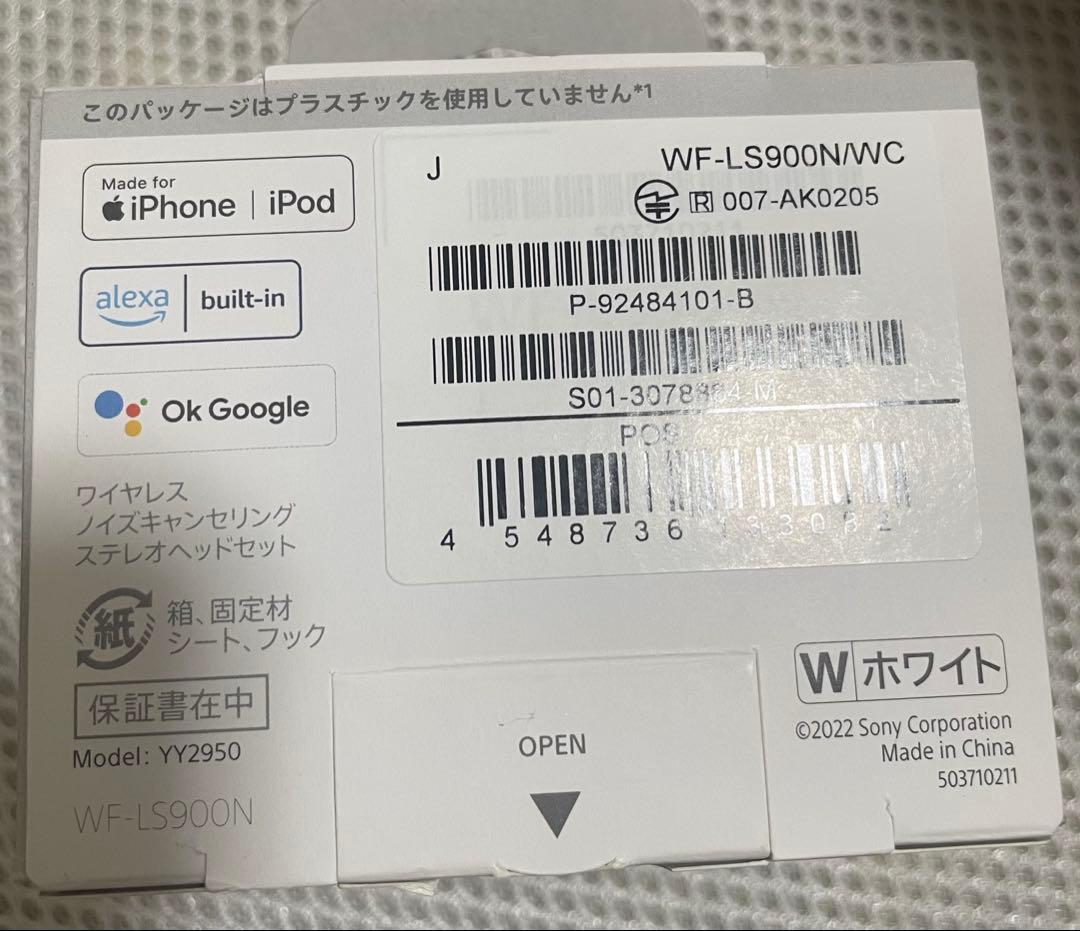 このパッケージはプラスチックを使用していません*1
Made for
iPhone | iPod
alexa | built-in
Ok Google
ワイヤレス
ノイズキャンセリング
ステレオヘッドセット
紙
箱、固定材
シート、フック
保証書在中
Model: YY2950
WF-LS900N
J
WF-LS900N/WC
R 007-AK0205
P-92484101-B
POS
4 548736
OPEN
W ホワイト
©2022 Sony Corporation
Made in China
503710211